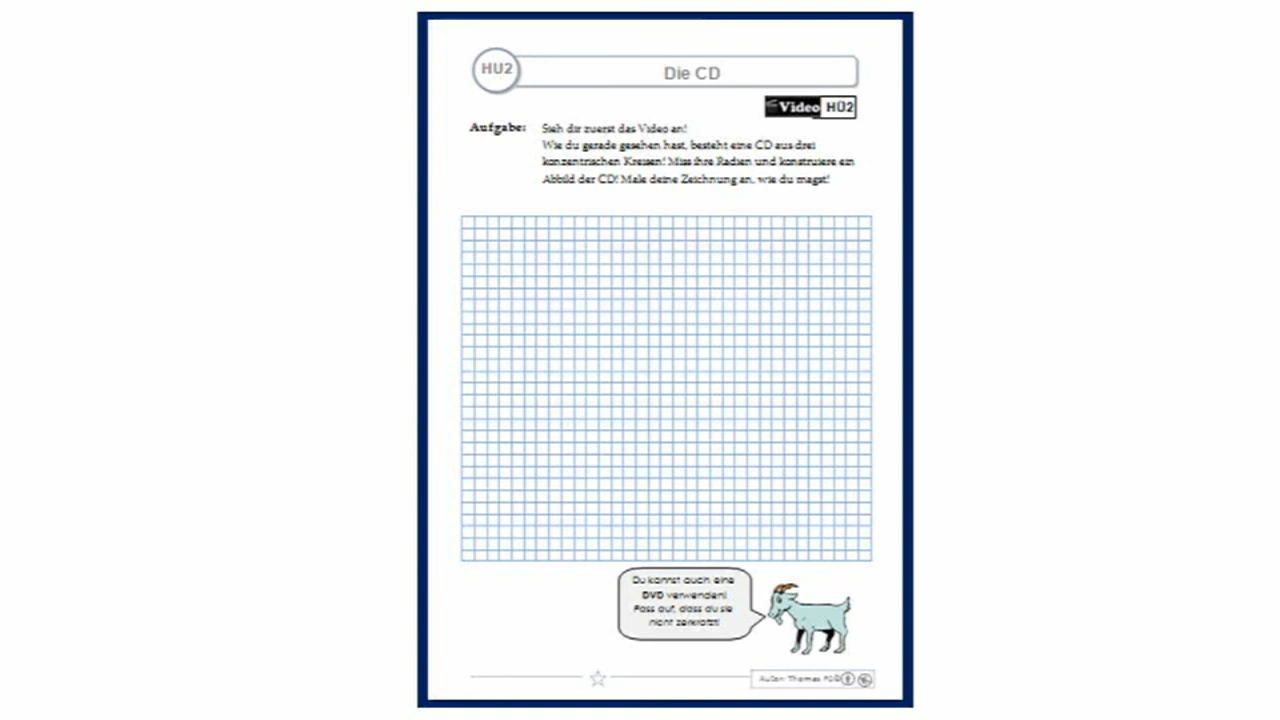 HU2
Die CD
Video HÜ2
Aufgabe: Sieh dir zuerst das Video an!
Wie du gerade gesehen hast, besteht eine CD aus drei
konzentrischen Kreisen! Miss ihre Radien und konstruiere ein
Abbild der CD! Male deine Zeichnung an, wie du magst!
Du kannst auch eine
DVD verwenden!
Pass auf, dass du sie
nicht zerkratzt!
Autor: Thomas